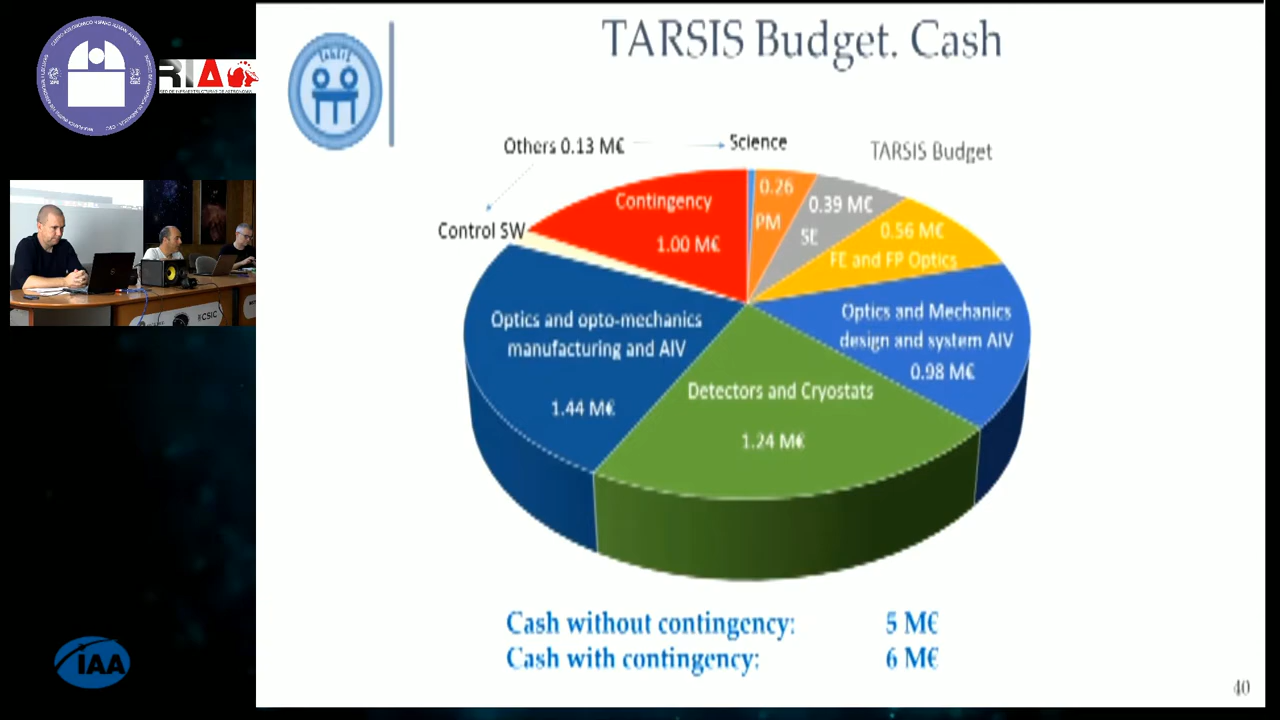 TARSIS Budget. Cash
RIA
Others 0.13 M€
Science
TARSIS Budget
Contingency
1.00 M€
0.26
PM
0.39 M€
SE
0.56 M€
FE and FP Optics
Control SW
Optics and opto-mechanics
manufacturing and AIV
1.44 M€
Optics and Mechanics
design and system AIV
0.98 M€
Detectors and Cryostats
1.24 M€
CSIC
Cash without contingency: 5 M€
Cash with contingency: 6 M€
IAA
40